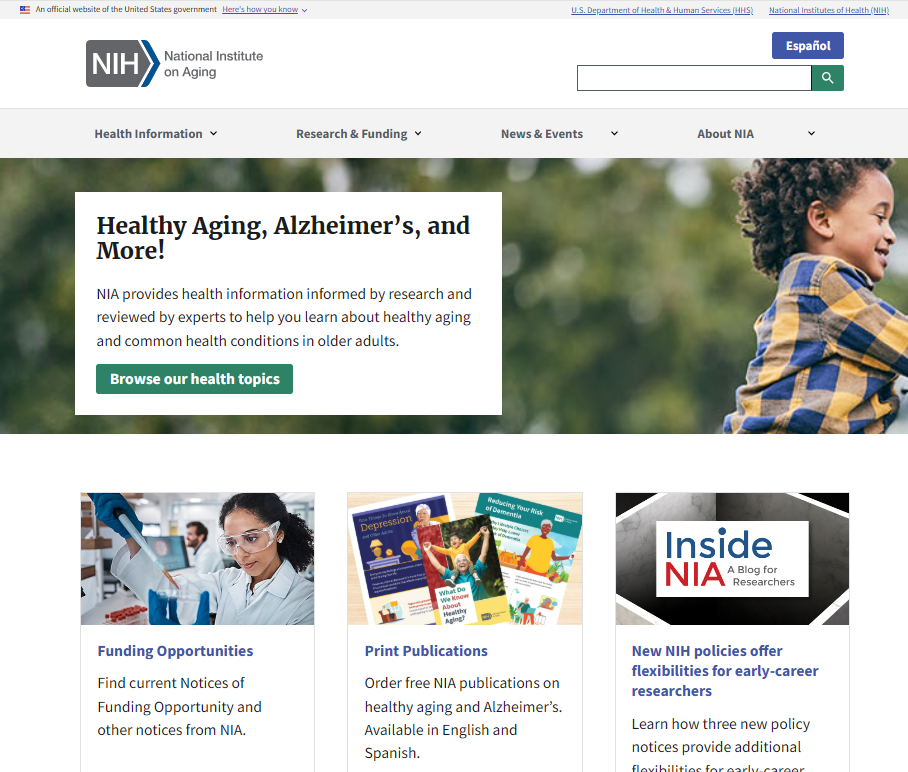 An official website of the United States government Here's how you know
U.S. Department of Health & Human Services (HHS) National Institutes of Health (NIH)
Español
NIH National Institute
on Aging
Health Information Research & Funding News & Events About NIA
Healthy Aging, Alzheimer's, and
More!
NIA provides health information informed by research and
reviewed by experts to help you learn about healthy aging
and common health conditions in older adults.
Browse our health topics
Depression
Reducing Your Risk
of Dementia
What Do
We Know
About
Healthy
Aging?
Inside
NIA A Blog for
Researchers
Funding Opportunities
Find current Notices of
Funding Opportunity and
other notices from NIA.
Print Publications
Order free NIA publications on
healthy aging and Alzheimer's.
Available in English and
Spanish.
New NIH policies offer
flexibilities for early-career
researchers
Learn how three new policy
notices provide additional
flexibilities for early-career